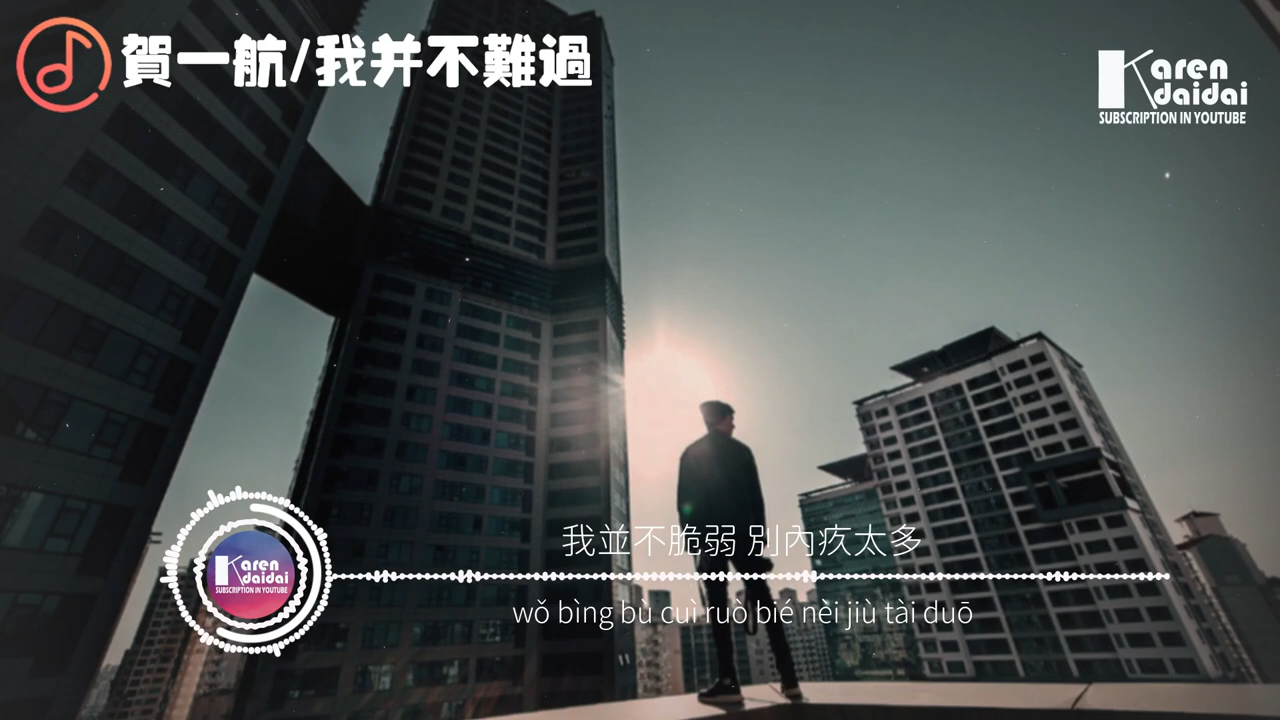 賀一航/我并不難過
Karen
daidai
SUBSCRIPTION IN YOUTUBE
我並不脆弱 別內疚太多
Karen
daidai
SUBSCRIPTION IN YOUTUBE
wǒ bìng bù cuì ruò bié nèi jiù tài duō